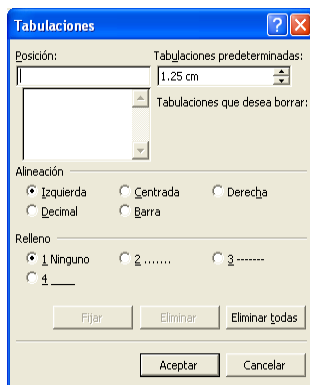 Tabulaciones
Posición:
Tabulaciones predeterminadas:
1.25 cm
Tabulaciones que desea borrar:
Alineación
Izquierda
Centrada
Derecha
Decimal
Barra
Relleno
1 Ninguno
2 .......
3 -------
4 ____
Fijar
Eliminar
Eliminar todas
Aceptar
Cancelar